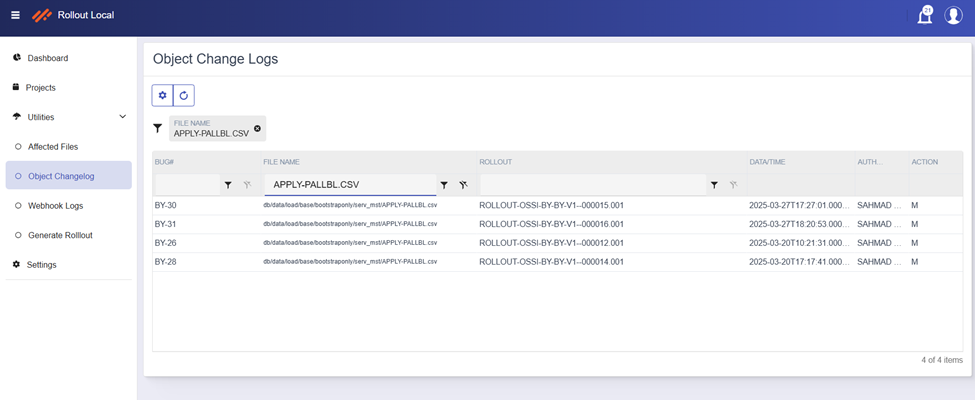 Rollout Local
21
Dashboard
Projects
Utilities
Affected Files
Object Changelog
Webhook Logs
Generate Rollout
Settings
Object Change Logs
FILE NAME
APPLY-PALLBL.CSV
BUG# FILE NAME ROLLOUT DATA/TIME AUTH... ACTION
APPLY-PALLBL.CSV
BY-30 db/data/load/base/bootstraponly/serv_mst/APPLY-PALLBL.csv ROLLOUT-OSSI-BY-BY-V1--000015.001 2025-03-27T17:27:01.000... SAHMAD ... M
BY-31 db/data/load/base/bootstraponly/serv_mst/APPLY-PALLBL.csv ROLLOUT-OSSI-BY-BY-V1--000016.001 2025-03-27T18:20:53.000... SAHMAD ... M
BY-26 db/data/load/base/bootstraponly/serv_mst/APPLY-PALLBL.csv ROLLOUT-OSSI-BY-BY-V1--000012.001 2025-03-20T10:21:31.000... SAHMAD ... M
BY-28 db/data/load/base/bootstraponly/serv_mst/APPLY-PALLBL.csv ROLLOUT-OSSI-BY-BY-V1--000014.001 2025-03-20T17:17:41.000... SAHMAD ... M
4 of 4 items